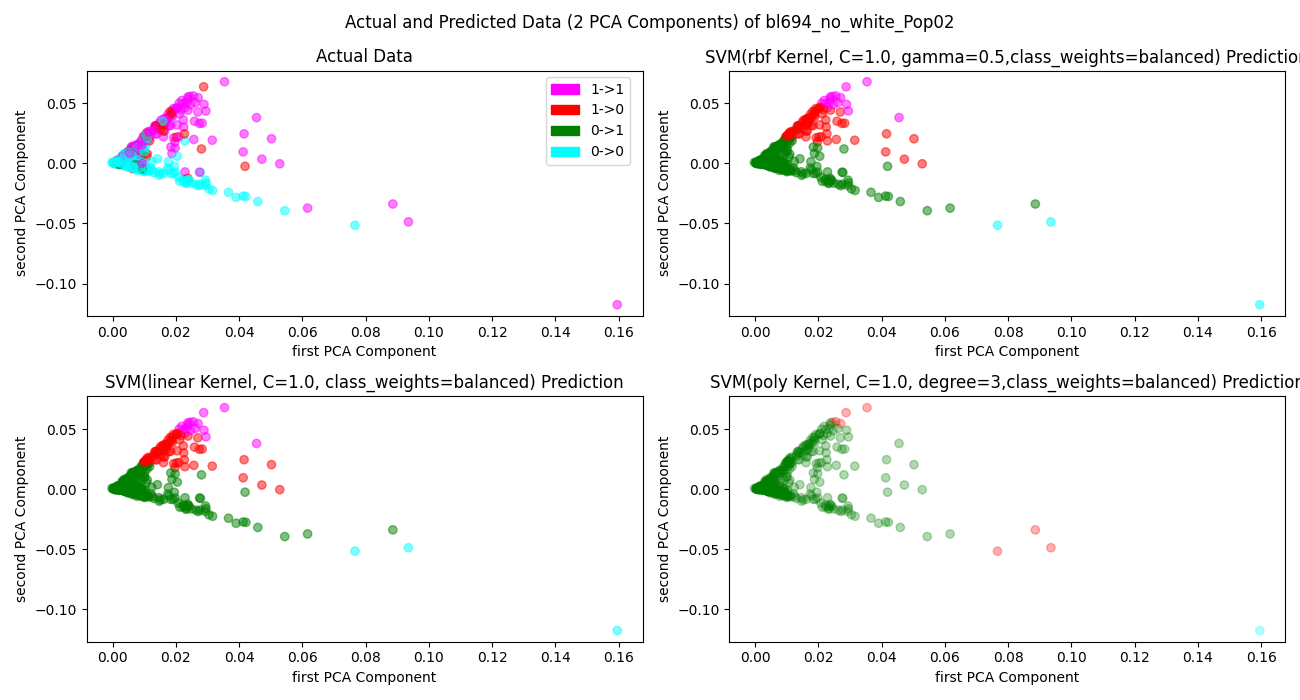 Actual and Predicted Data (2 PCA Components) of bl694_no_white_Pop02
Actual Data
0.05
0.00
−0.05
−0.10
second PCA Component
1->1
1->0
0->1
0->0
0.00 0.02 0.04 0.06 0.08 0.10 0.12 0.14 0.16
first PCA Component
SVM(rbf Kernel, C=1.0, gamma=0.5,class_weights=balanced) Prediction
0.05
0.00
−0.05
−0.10
second PCA Component
0.00 0.02 0.04 0.06 0.08 0.10 0.12 0.14 0.16
first PCA Component
SVM(linear Kernel, C=1.0, class_weights=balanced) Prediction
0.05
0.00
−0.05
−0.10
second PCA Component
0.00 0.02 0.04 0.06 0.08 0.10 0.12 0.14 0.16
first PCA Component
SVM(poly Kernel, C=1.0, degree=3,class_weights=balanced) Prediction
0.05
0.00
−0.05
−0.10
second PCA Component
0.00 0.02 0.04 0.06 0.08 0.10 0.12 0.14 0.16
first PCA Component